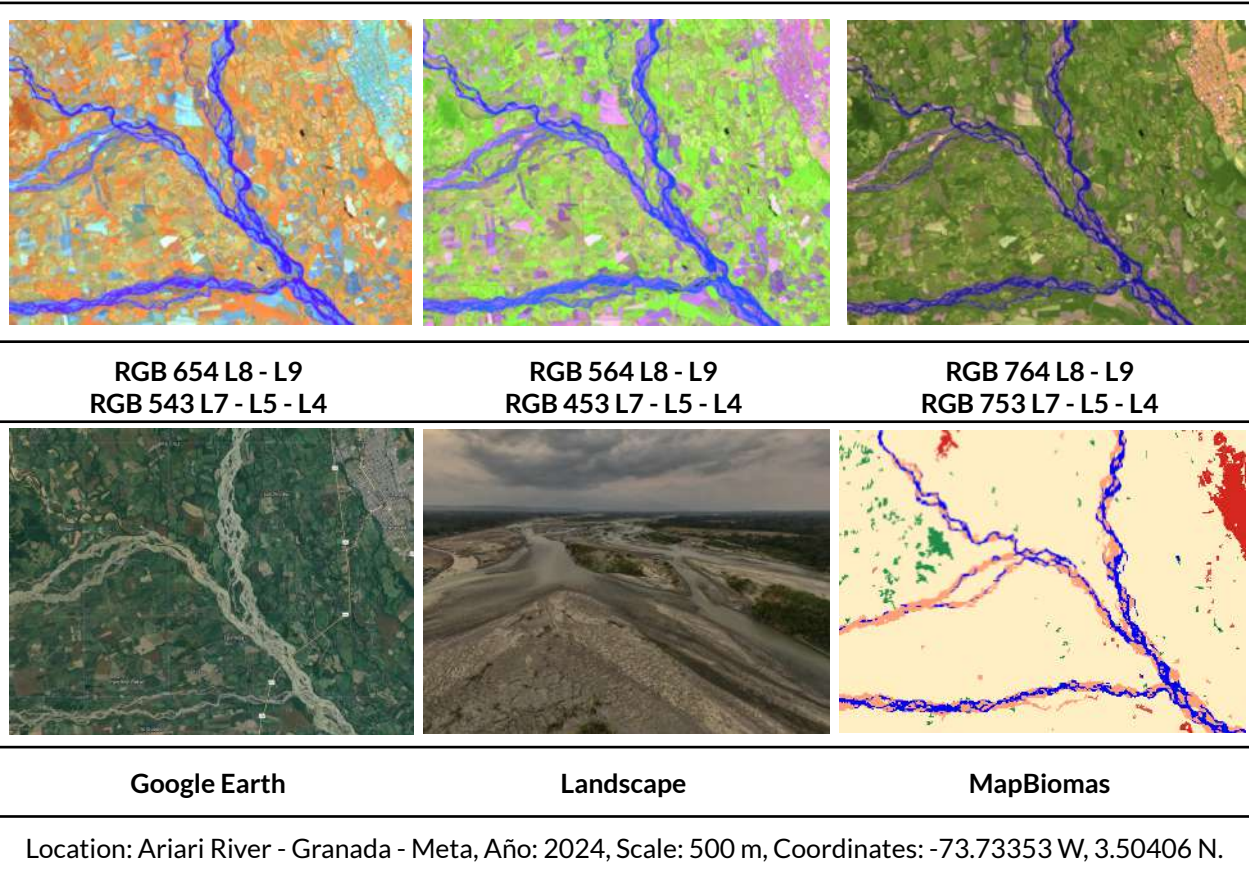 RGB 654 L8 - L9
RGB 543 L7 - L5 - L4
RGB 564 L8 - L9
RGB 453 L7 - L5 - L4
RGB 764 L8 - L9
RGB 753 L7 - L5 - L4
Google Earth
Landscape
MapBiomas
Location: Ariari River - Granada - Meta, Año: 2024, Scale: 500 m, Coordinates: -73.73353 W, 3.50406 N.